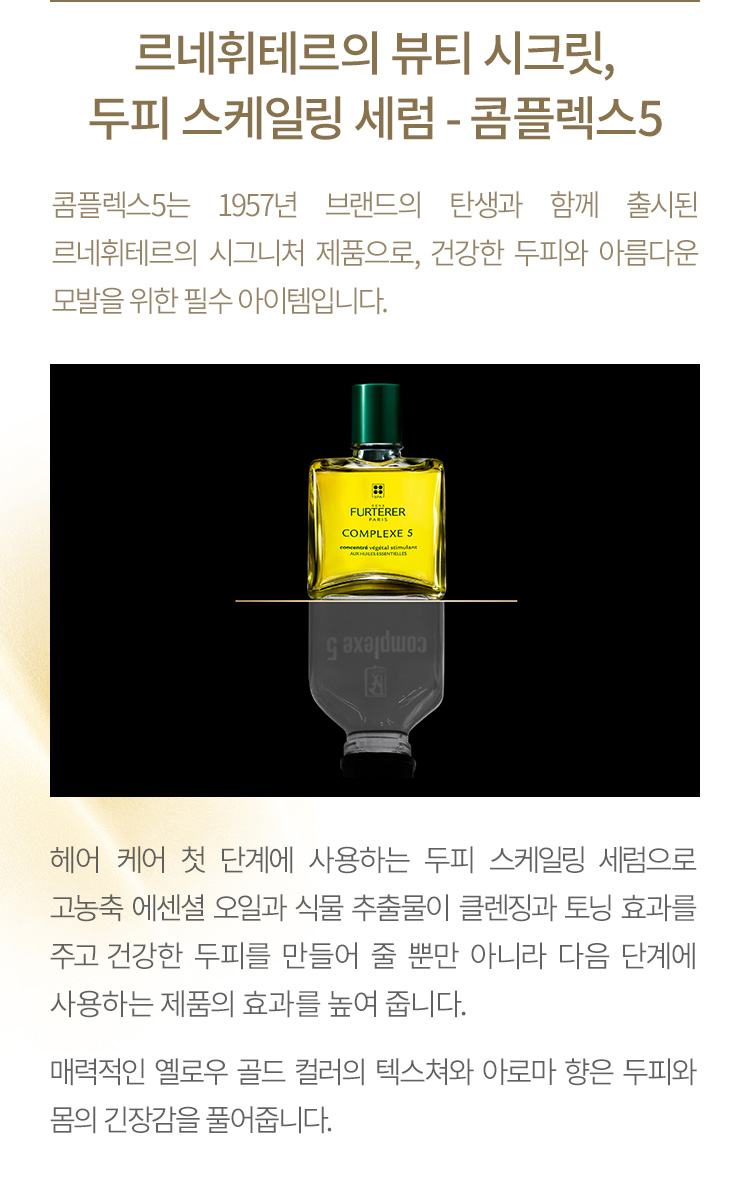 르네휘테르의 뷰티 시크릿,
두피 스케일링 세럼 - 콤플렉스5
콤플렉스5는 1957년 브랜드의 탄생과 함께 출시된
르네휘테르의 시그니처 제품으로, 건강한 두피와 아름다운
모발을 위한 필수 아이템입니다.
SPA
RENE
FURTERER
PARIS
COMPLEXE 5
concentré végétal stimulant
AUX HUILES ESSENTIELLES
complexe 5
헤어 케어 첫 단계에 사용하는 두피 스케일링 세럼으로
고농축 에센셜 오일과 식물 추출물이 클렌징과 토닝 효과를
주고 건강한 두피를 만들어 줄 뿐만 아니라 다음 단계에
사용하는 제품의 효과를 높여 줍니다.
매력적인 옐로우 골드 컬러의 텍스쳐와 아로마 향은 두피와
몸의 긴장감을 풀어줍니다.